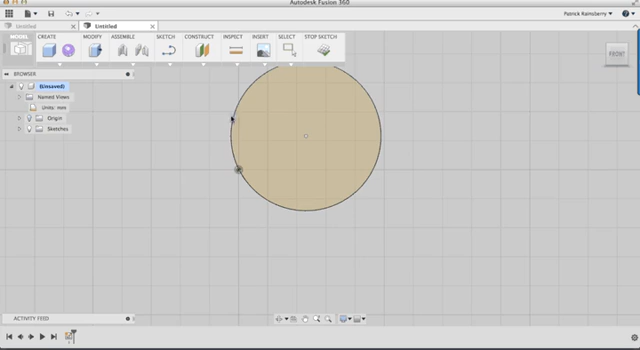 Autodesk Fusion 360
Patrick Rainsberry
Untitled
Untitled
MODEL
CREATE
MODIFY
ASSEMBLE
SKETCH
CONSTRUCT
INSPECT
INSERT
SELECT
STOP SKETCH
FRONT
BROWSER
(Unsaved)
Named Views
Units: mm
Origin
Sketches
ACTIVITY FEED